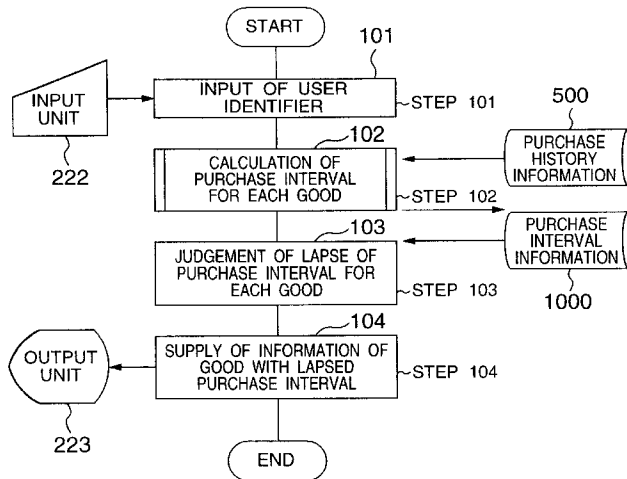 START
101
INPUT OF USER
IDENTIFIER
STEP 101
INPUT
UNIT
222
102
CALCULATION OF
PURCHASE INTERVAL
FOR EACH GOOD
STEP 102
500
PURCHASE
HISTORY
INFORMATION
PURCHASE
INTERVAL
INFORMATION
1000
103
JUDGEMENT OF LAPSE OF
PURCHASE INTERVAL FOR
EACH GOOD
STEP 103
104
SUPPLY OF INFORMATION OF
GOOD WITH LAPSED
PURCHASE INTERVAL
STEP 104
OUTPUT
UNIT
223
END